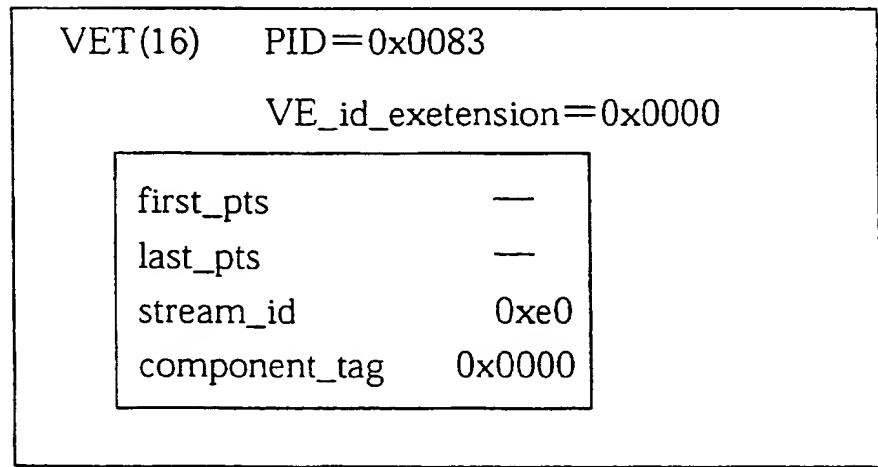 VET(16) PID=0x0083
VE_id_exetension=0x0000
first_pts —
last_pts —
stream_id 0xe0
component_tag 0x0000